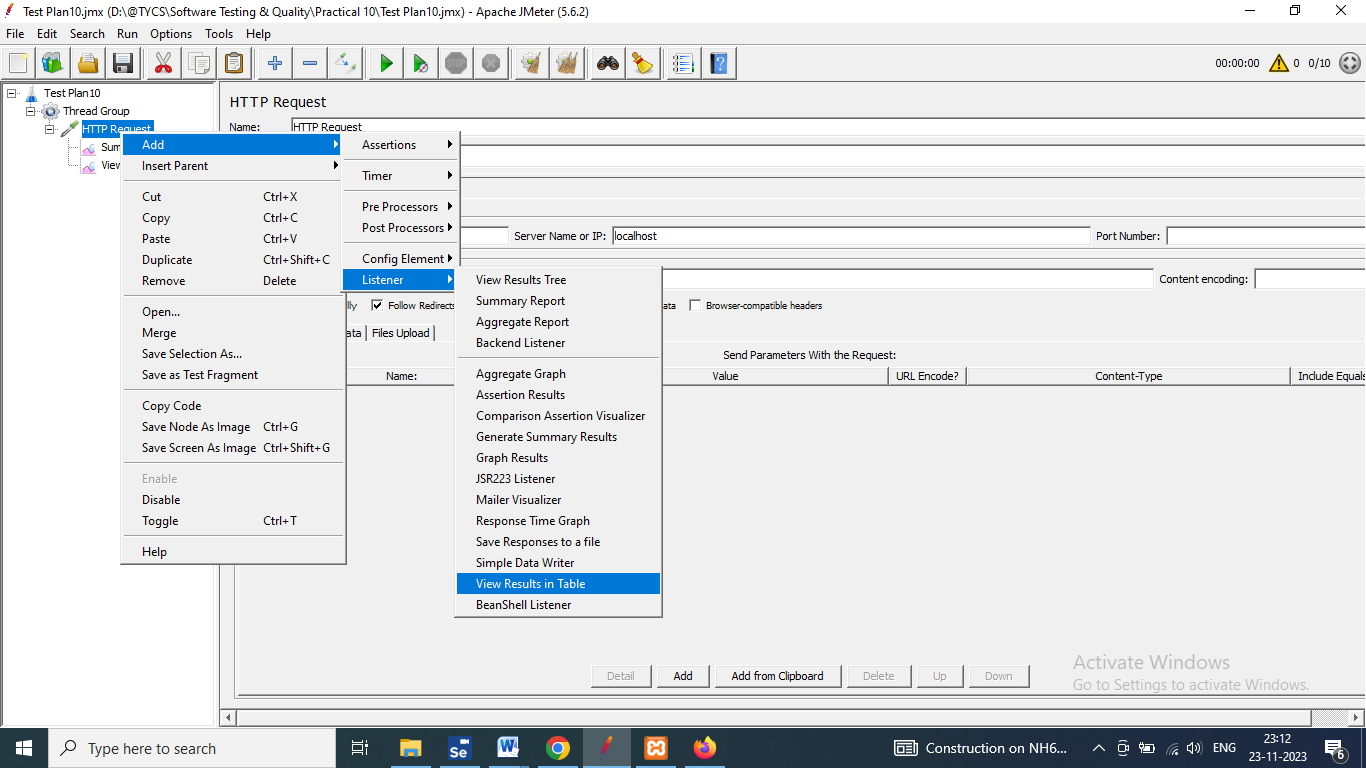 Test Plan10.jmx (D:\@TYCS\Software Testing & Quality\Practical 10\Test Plan10.jmx) - Apache JMeter (5.6.2)
File Edit Search Run Options Tools Help
STOP
00:00:00 0 0/10
Test Plan10
Thread Group
HTTP Request
Sum
View
HTTP Request
Name: HTTP Request
Server Name or IP: localhost Port Number:
Content encoding:
lly Follow Redirects ata Browser-compatible headers
ata Files Upload
Send Parameters With the Request:
Name: Value URL Encode? Content-Type Include Equals
Detail Add Add from Clipboard Delete Up Down
Add
Insert Parent
Cut Ctrl+X
Copy Ctrl+C
Paste Ctrl+V
Duplicate Ctrl+Shift+C
Remove Delete
Open...
Merge
Save Selection As...
Save as Test Fragment
Copy Code
Save Node As Image Ctrl+G
Save Screen As Image Ctrl+Shift+G
Enable
Disable
Toggle Ctrl+T
Help
Assertions
Timer
Pre Processors
Post Processors
Config Element
Listener
View Results Tree
Summary Report
Aggregate Report
Backend Listener
Aggregate Graph
Assertion Results
Comparison Assertion Visualizer
Generate Summary Results
Graph Results
JSR223 Listener
Mailer Visualizer
Response Time Graph
Save Responses to a file
Simple Data Writer
View Results in Table
BeanShell Listener
Activate Windows
Go to Settings to activate Windows.
Type here to search
Se
W
Construction on NH6...
ENG
23:12
23-11-2023
6